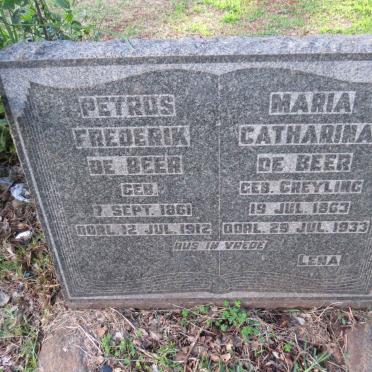 PETRUS
FREDERIK
DE BEER
GEB.
7 SEPT. 1861
OORL. 12 JUL. 1912
MARIA
CATHARINA
DE BEER
GEB. GREYLING
19 JUL. 1863
OORL. 29 JUL. 1933
RUS IN VREDE
LENA